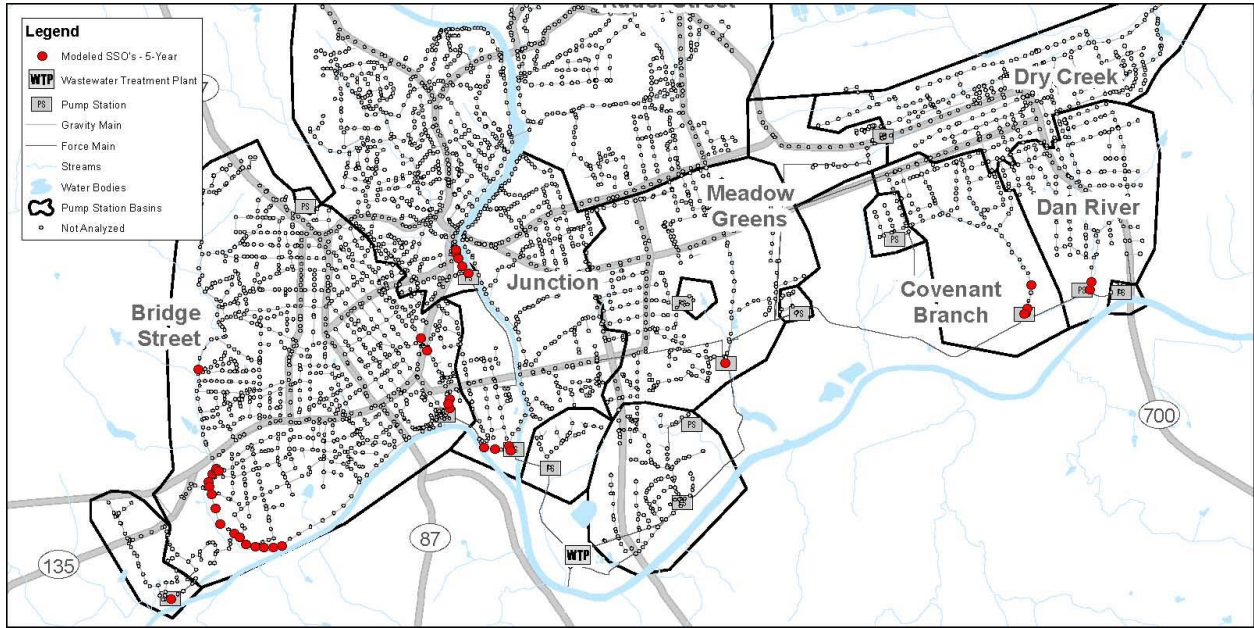 Legend
Modeled SSO's - 5-Year
WTP Wastewater Treatment Plant
PS Pump Station
Gravity Main
Force Main
Streams
Water Bodies
Pump Station Basins
Not Analyzed
7
Dry Creek
Meadow
Greens
Dan River
PS
PS
PS
PS
Junction
PS
PS
PS
Covenant
Branch
Bridge
Street
700
PS
PS
87
WTP
135